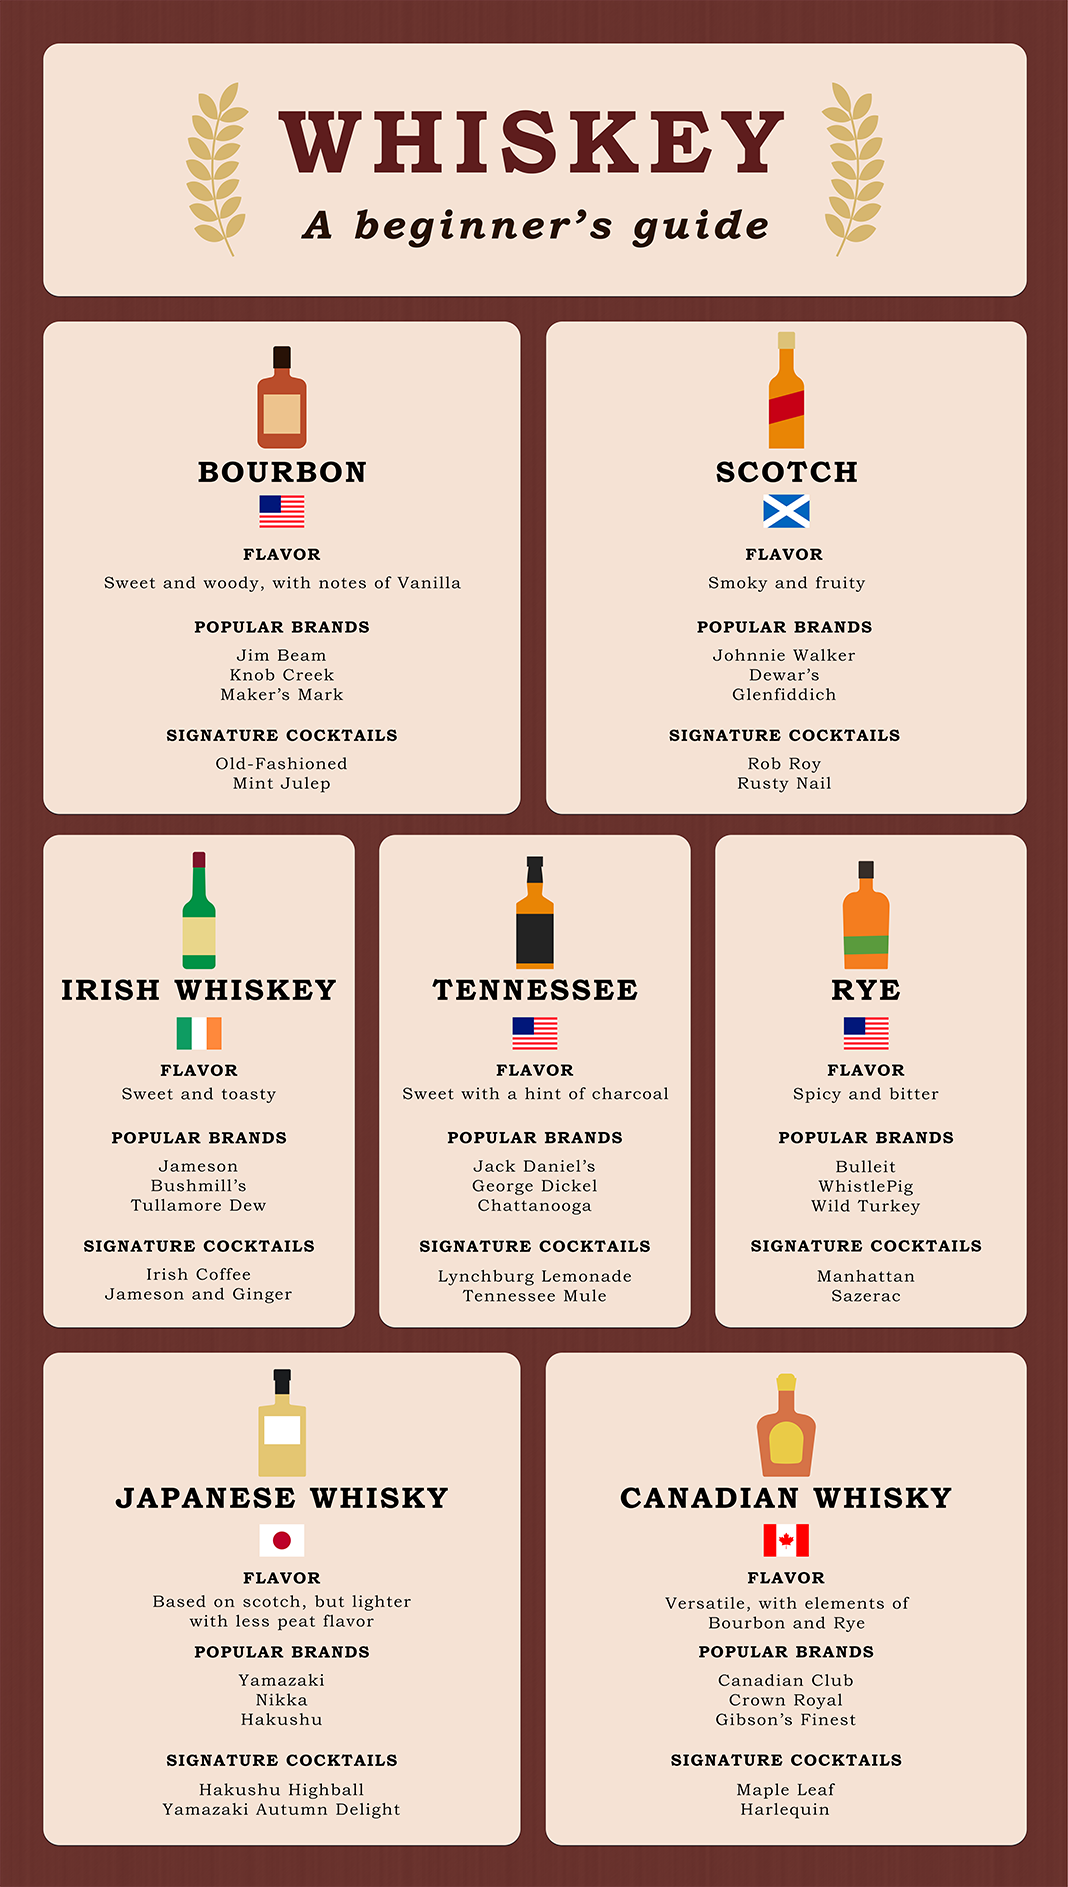 WHISKEY
A beginner's guide
BOURBON
FLAVOR
Sweet and woody, with notes of Vanilla
POPULAR BRANDS
Jim Beam
Knob Creek
Maker's Mark
SIGNATURE COCKTAILS
Old-Fashioned
Mint Julep
SCOTCH
FLAVOR
Smoky and fruity
POPULAR BRANDS
Johnnie Walker
Dewar's
Glenfiddich
SIGNATURE COCKTAILS
Rob Roy
Rusty Nail
IRISH WHISKEY
FLAVOR
Sweet and toasty
POPULAR BRANDS
Jameson
Bushmill's
Tullamore Dew
SIGNATURE COCKTAILS
Irish Coffee
Jameson and Ginger
TENNESSEE
FLAVOR
Sweet with a hint of charcoal
POPULAR BRANDS
Jack Daniel's
George Dickel
Chattanooga
SIGNATURE COCKTAILS
Lynchburg Lemonade
Tennessee Mule
RYE
FLAVOR
Spicy and bitter
POPULAR BRANDS
Bulleit
WhistlePig
Wild Turkey
SIGNATURE COCKTAILS
Manhattan
Sazerac
JAPANESE WHISKY
FLAVOR
Based on scotch, but lighter
with less peat flavor
POPULAR BRANDS
Yamazaki
Nikka
Hakushu
SIGNATURE COCKTAILS
Hakushu Highball
Yamazaki Autumn Delight
CANADIAN WHISKY
FLAVOR
Versatile, with elements of
Bourbon and Rye
POPULAR BRANDS
Canadian Club
Crown Royal
Gibson's Finest
SIGNATURE COCKTAILS
Maple Leaf
Harlequin